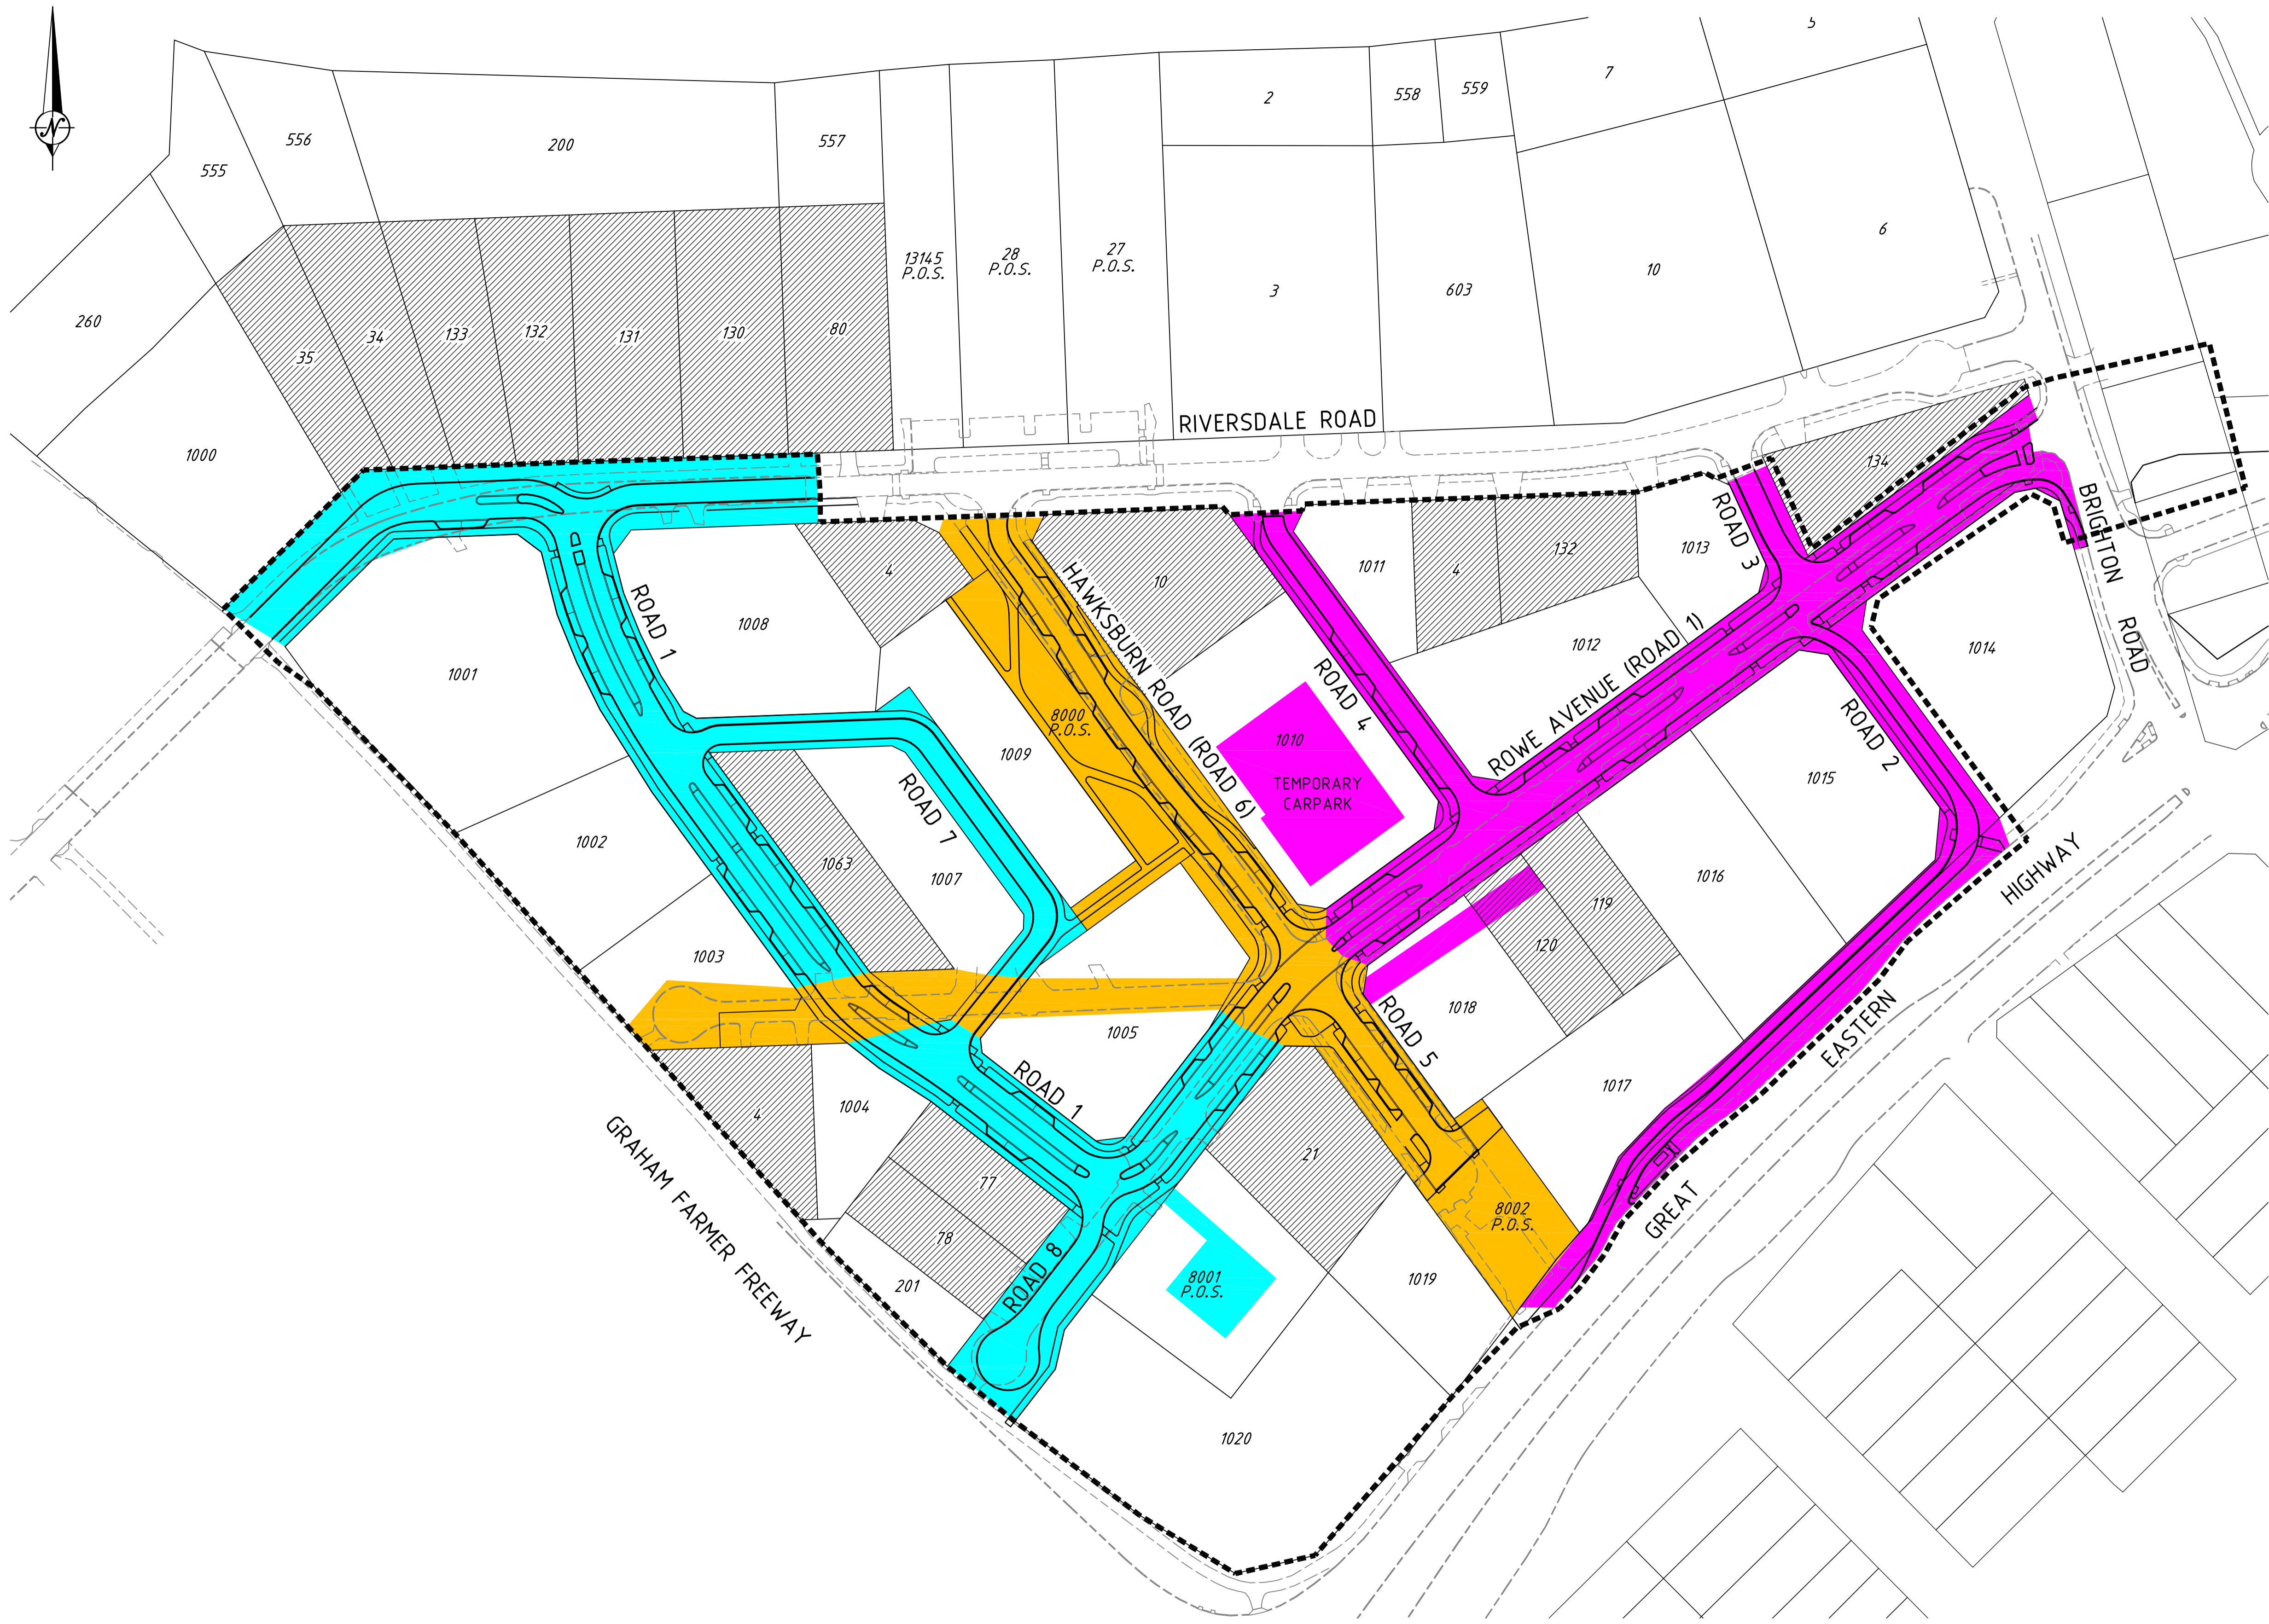 N
5
7
2
558
559
556
200
557
555
13145
P.O.S.
28
P.O.S.
27
P.O.S.
3
603
10
6
260
35
34
133
132
131
130
80
1000
RIVERSDALE ROAD
134
BRIGHTON ROAD
ROAD 3
1013
132
4
1011
10
4
1008
ROAD 1
1001
HAWKSBURN ROAD (ROAD 6)
ROAD 4
1012
ROWE AVENUE (ROAD 1)
1014
ROAD 2
8000
P.O.S.
1009
1010
TEMPORARY
CARPARK
1015
ROAD 7
1002
1063
1007
1016
119
120
1003
1018
ROAD 5
1005
1017
GREAT EASTERN HIGHWAY
ROAD 1
4
1004
77
78
21
8002
P.O.S.
GRAHAM FARMER FREEWAY
201
ROAD 8
8001
P.O.S.
1019
1020